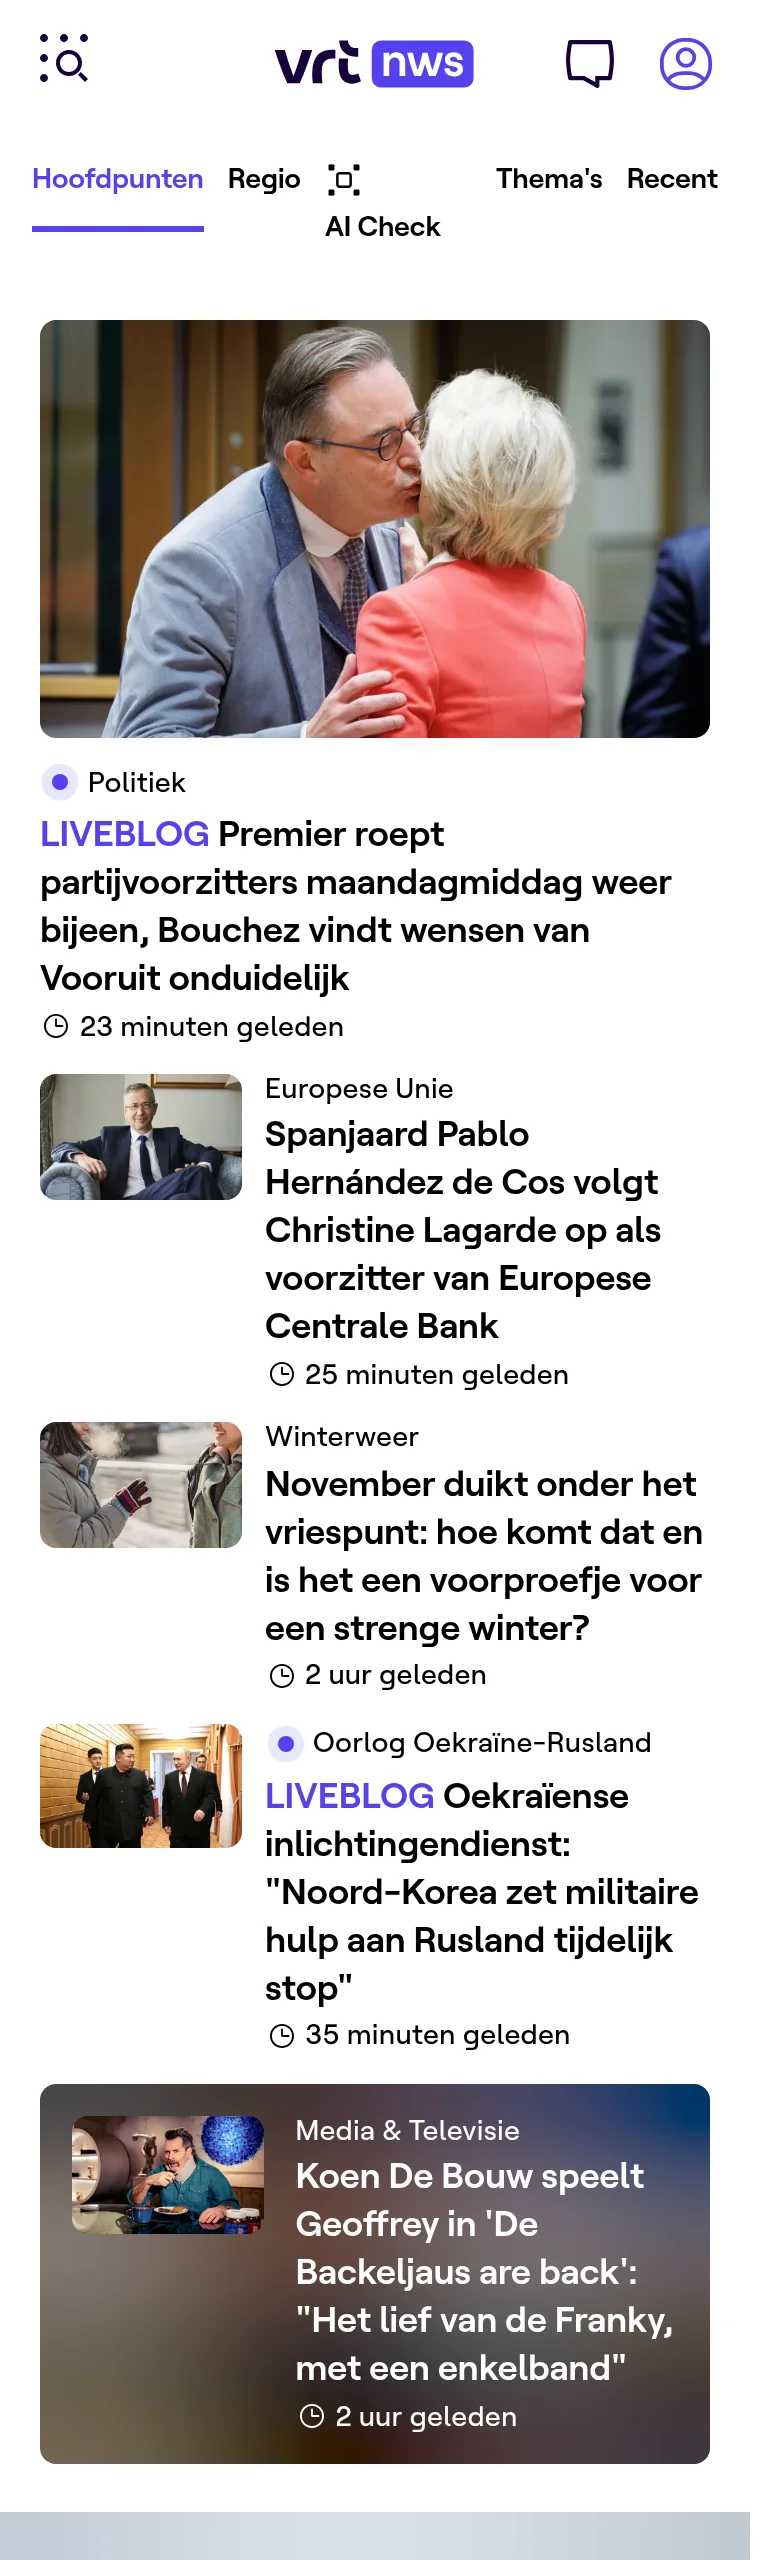 vrt nws
Hoofdpunten Regio AI Check Thema's Recent
Politiek
LIVEBLOG Premier roept
partijvoorzitters maandagmiddag weer
bijeen, Bouchez vindt wensen van
Vooruit onduidelijk
23 minuten geleden
Europese Unie
Spanjaard Pablo
Hernández de Cos volgt
Christine Lagarde op als
voorzitter van Europese
Centrale Bank
25 minuten geleden
Winterweer
November duikt onder het
vriespunt: hoe komt dat en
is het een voorproefje voor
een strenge winter?
2 uur geleden
Oorlog Oekraïne-Rusland
LIVEBLOG Oekraïense
inlichtingendienst:
"Noord-Korea zet militaire
hulp aan Rusland tijdelijk
stop"
35 minuten geleden
Media & Televisie
Koen De Bouw speelt
Geoffrey in 'De
Backeljaus are back':
"Het lief van de Franky,
met een enkelband"
2 uur geleden